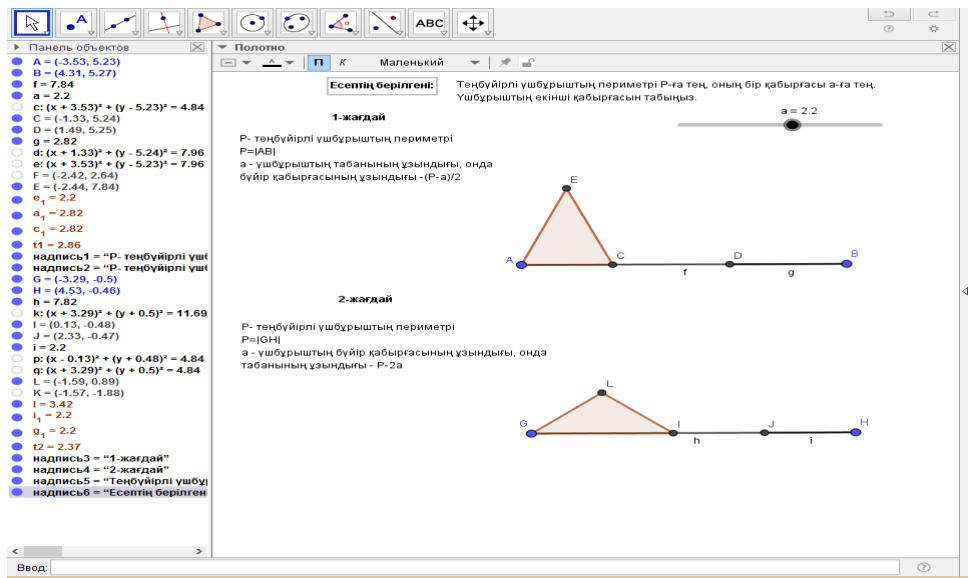 ABC
Панель объектов
A = (-3.53, 5.23)
B = (4.31, 5.27)
f = 7.84
a = 2.2
c: (x + 3.53)² + (y - 5.23)² = 4.84
C = (-1.33, 5.24)
D = (1.49, 5.25)
g = 2.82
d: (x + 1.33)² + (y - 5.24)² = 7.96
e: (x + 3.53)² + (y - 5.23)² = 7.96
F = (-2.42, 2.64)
E = (-2.44, 7.84)
e₁ = 2.2
a₁ = 2.82
c₁ = 2.82
t1 = 2.86
надпись1 = “P- теңбүйірлі үші
надпись2 = “P- теңбүйірлі үші
G = (-3.29, -0.5)
H = (4.53, -0.46)
h = 7.82
k: (x + 3.29)² + (y + 0.5)² = 11.69
I = (0.13, -0.48)
J = (2.33, -0.47)
i = 2.2
p: (x - 0.13)² + (y + 0.48)² = 4.84
q: (x + 3.29)² + (y + 0.5)² = 4.84
L = (-1.59, 0.89)
K = (-1.57, -1.88)
l = 3.42
i₁ = 2.2
g₁ = 2.2
t2 = 2.37
надпись3 = “1-жағдай”
надпись4 = “2-жағдай”
надпись5 = “Теңбүйірлі үшбұ
надпись6 = “Есептің берілген
Полотно
П К Маленький
Есептің берілгені:
Теңбүйірлі үшбұрыштың периметрі P-ға тең, оның бір қабырғасы a-ға тең.
Үшбұрыштың екінші қабырғасын табыңыз.
a = 2.2
1-жағдай
P- теңбүйірлі үшбұрыштың периметрі
P=|AB|
a - үшбұрыштың табанының ұзындығы, онда
бүйір қабырғасының ұзындығы -(P-a)/2
E
A C D B
f g
2-жағдай
P- теңбүйірлі үшбұрыштың периметрі
P=|GH|
a - үшбұрыштың бүйір қабырғасының ұзындығы, онда
табанының ұзындығы - P-2a
L
G I J H
h i
Ввод: